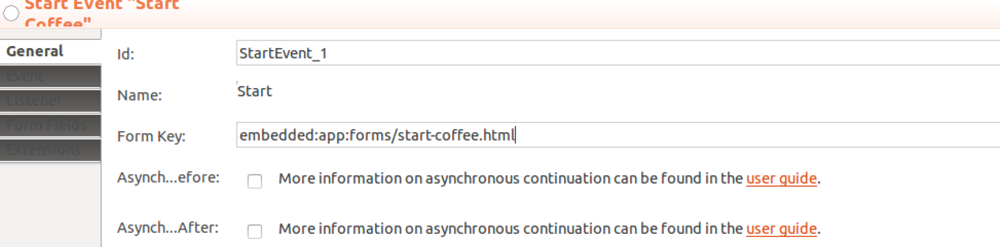 Start Event "Start
Coffee"
General
Event
Listener
Form Fields
Extensions
Id: StartEvent_1
Name: Start
Form Key: embedded:app:forms/start-coffee.html
Asynch...efore: More information on asynchronous continuation can be found in the user guide.
Asynch...After: More information on asynchronous continuation can be found in the user guide.